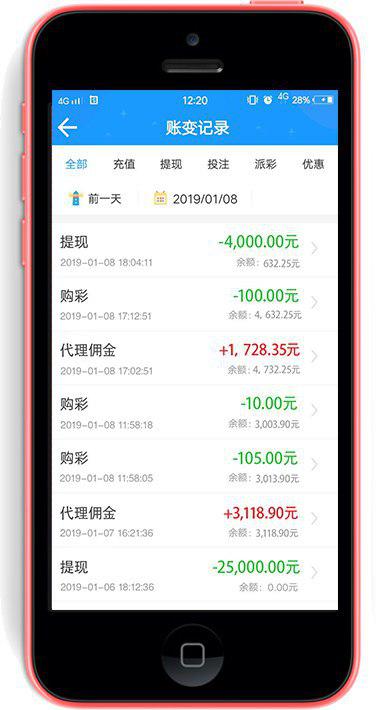 4G 12:20 4G 28%
账变记录
全部 充值 提现 投注 派彩 优惠
前一天 2019/01/08
提现 -4,000.00元
2019-01-08 18:04:11 余额: 632.25元
购彩 -100.00元
2019-01-08 17:12:51 余额: 4, 632.25元
代理佣金 +1, 728.35元
2019-01-08 17:02:51 余额: 4, 732.25元
购彩 -10.00元
2019-01-08 11:58:18 余额: 3,003.90元
购彩 -105.00元
2019-01-08 11:58:05 余额: 3,013.90元
代理佣金 +3,118.90元
2019-01-07 16:21:36 余额: 3,118.90元
提现 -25,000.00元
2019-01-06 18:12:36 余额: 0.00元